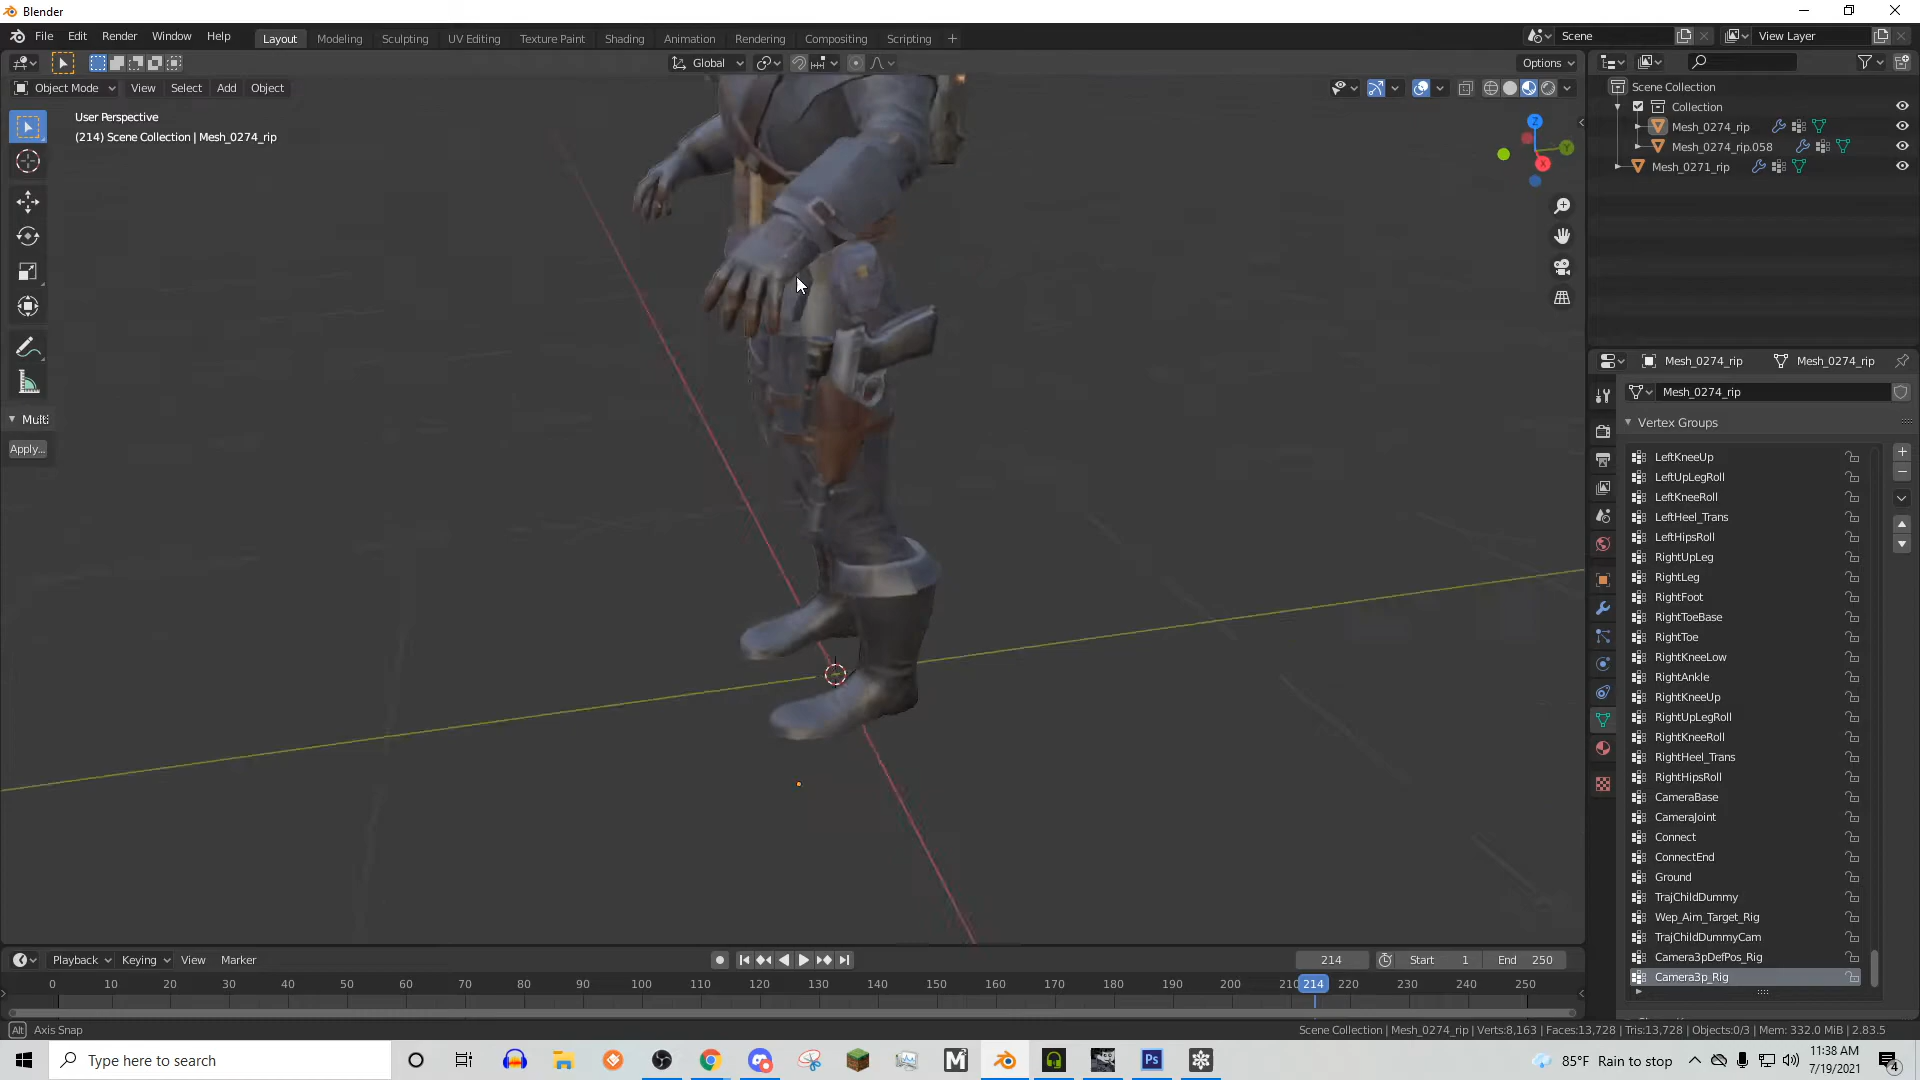 Blender
File Edit Render Window Help
Layout Modeling Sculpting UV Editing Texture Paint Shading Animation Rendering Compositing Scripting +
Scene View Layer
Global Options
Object Mode View Select Add Object
User Perspective
(214) Scene Collection | Mesh_0274_rip
Multi
Apply...
Z
Y
X
Scene Collection
Collection
Mesh_0274_rip
Mesh_0274_rip.058
Mesh_0271_rip
Mesh_0274_rip Mesh_0274_rip
Mesh_0274_rip
Vertex Groups
LeftKneeUp
LeftUpLegRoll
LeftKneeRoll
LeftHeel_Trans
LeftHipsRoll
RightUpLeg
RightLeg
RightFoot
RightToeBase
RightToe
RightKneeLow
RightAnkle
RightKneeUp
RightUpLegRoll
RightKneeRoll
RightHeel_Trans
RightHipsRoll
CameraBase
CameraJoint
Connect
ConnectEnd
Ground
TrajChildDummy
Wep_Aim_Target_Rig
TrajChildDummyCam
Camera3pDefPos_Rig
Camera3p_Rig
Playback Keying View Marker 214 Start 1 End 250
0 10 20 30 40 50 60 70 80 90 100 110 120 130 140 150 160 170 180 190 200 210 214 220 230 240 250
Alt Axis Snap
Scene Collection | Mesh_0274_rip | Verts:8,163 | Faces:13,728 | Tris:13,728 | Objects:0/3 | Mem: 332.0 MiB | 2.83.5
Type here to search
M
Ps
85°F Rain to stop
11:38 AM
7/19/2021
4